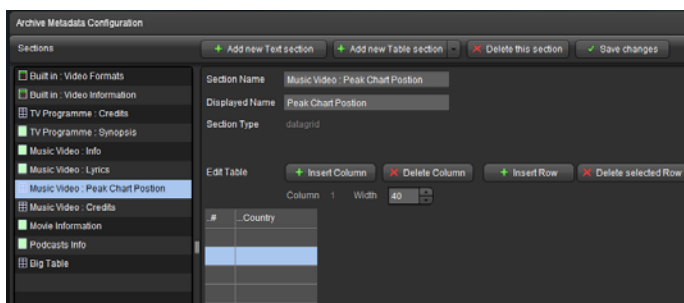 Archive Metadata Configuration
Sections
Add new Text section
Add new Table section
Delete this section
Save changes
Built in : Video Formats
Built in : Video Information
TV Programme : Credits
TV Programme : Synopsis
Music Video : Info
Music Video : Lyrics
Music Video : Peak Chart Postion
Music Video : Credits
Movie Information
Podcasts Info
Big Table
Section Name Music Video : Peak Chart Postion
Displayed Name Peak Chart Postion
Section Type datagrid
Edit Table Insert Column Delete Column Insert Row Delete selected Row
Column 1 Width 40
..# ...Country